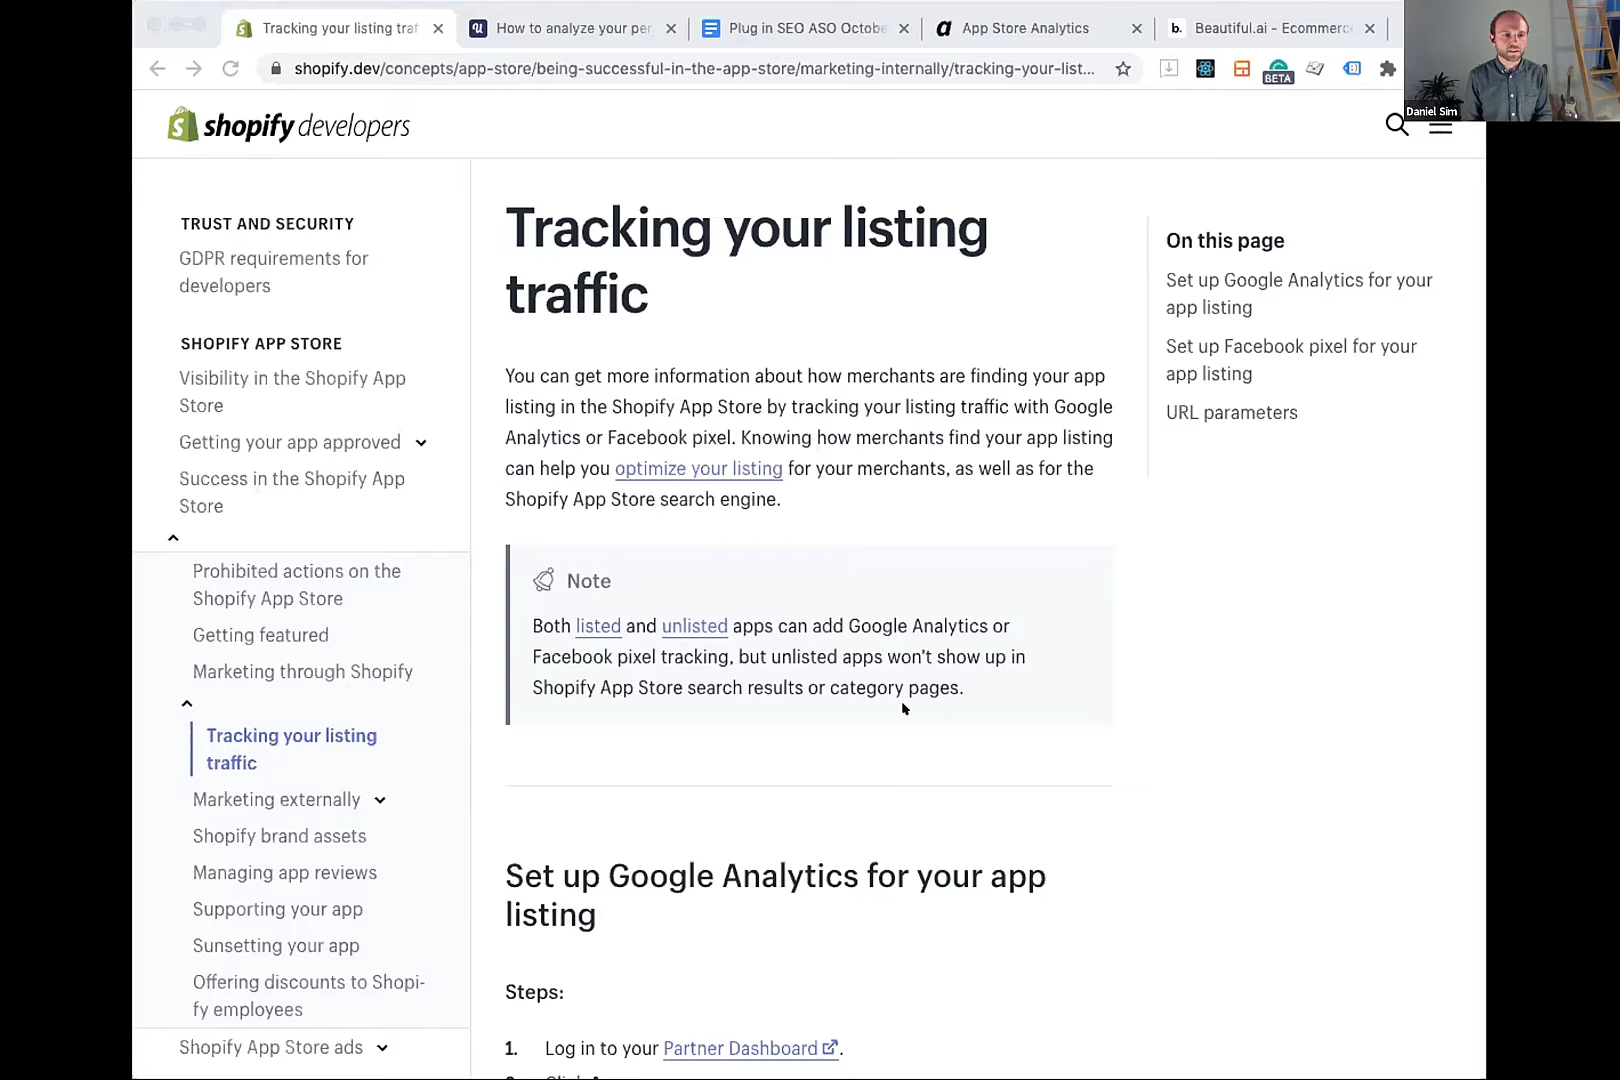 Tracking your listing traf
How to analyze your per
Plug in SEO ASO Octobe
App Store Analytics
Beautiful.ai - Ecommerc
shopify.dev/concepts/app-store/being-successful-in-the-app-store/marketing-internally/tracking-your-list...
BETA
Daniel Sim
shopify developers
TRUST AND SECURITY
GDPR requirements for
developers
SHOPIFY APP STORE
Visibility in the Shopify App
Store
Getting your app approved
Success in the Shopify App
Store
Prohibited actions on the
Shopify App Store
Getting featured
Marketing through Shopify
Tracking your listing
traffic
Marketing externally
Shopify brand assets
Managing app reviews
Supporting your app
Sunsetting your app
Offering discounts to Shopi-
fy employees
Shopify App Store ads
Tracking your listing
traffic
You can get more information about how merchants are finding your app
listing in the Shopify App Store by tracking your listing traffic with Google
Analytics or Facebook pixel. Knowing how merchants find your app listing
can help you optimize your listing for your merchants, as well as for the
Shopify App Store search engine.
Note
Both listed and unlisted apps can add Google Analytics or
Facebook pixel tracking, but unlisted apps won't show up in
Shopify App Store search results or category pages.
Set up Google Analytics for your app
listing
Steps:
1. Log in to your Partner Dashboard.
On this page
Set up Google Analytics for your
app listing
Set up Facebook pixel for your
app listing
URL parameters